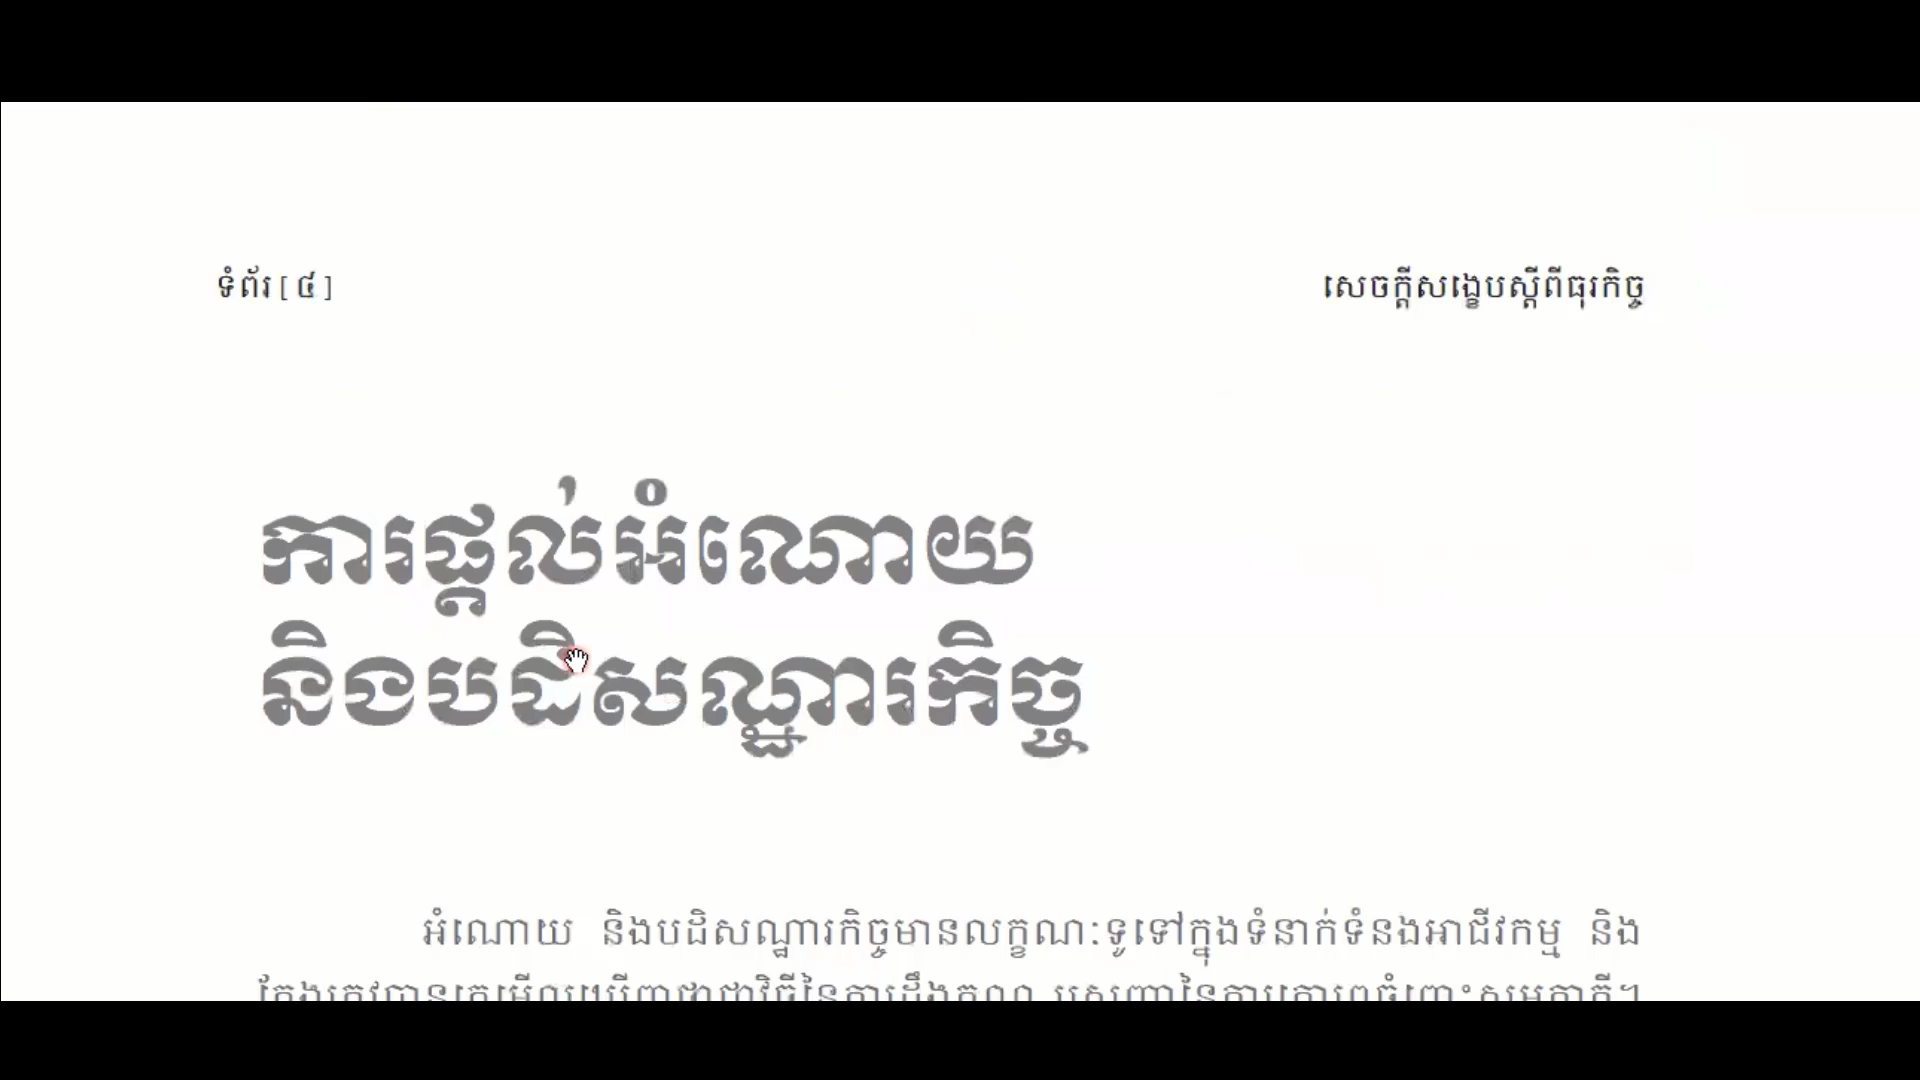 ទំព័រ [ ៤ ]
សេចក្តីសង្ខេបស្តីពីធុរកិច្ច
ការផ្តល់អំណោយ
និងបដិសណ្ឋារកិច្ច
អំណោយ និងបដិសណ្ឋារកិច្ចមានលក្ខណៈទូទៅក្នុងទំនាក់ទំនងអាជីវកម្ម និង